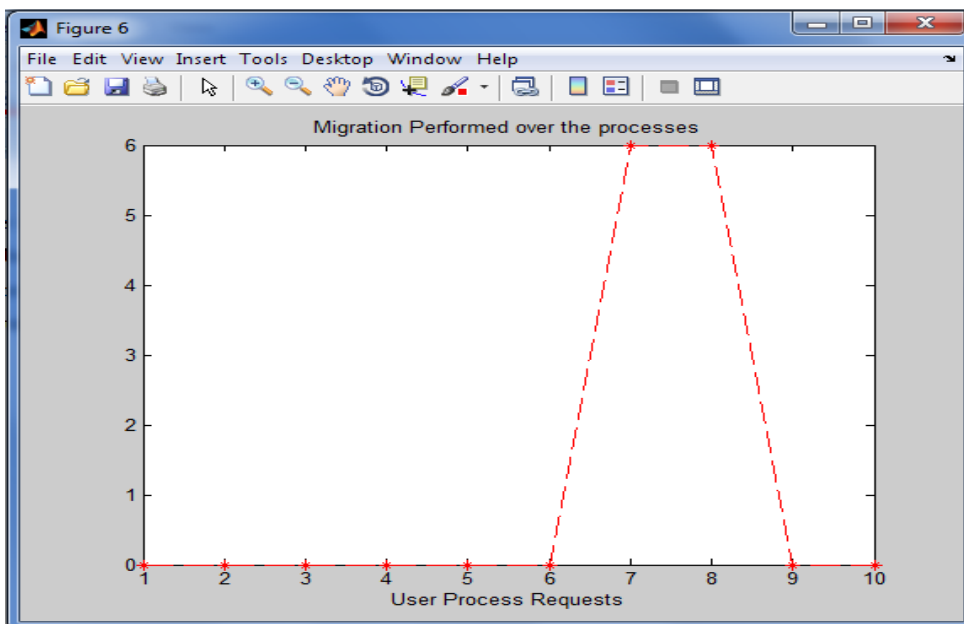 Figure 6
File Edit View Insert Tools Desktop Window Help
Migration Performed over the processes
6
5
4
3
2
1
0
1 2 3 4 5 6 7 8 9 10
User Process Requests